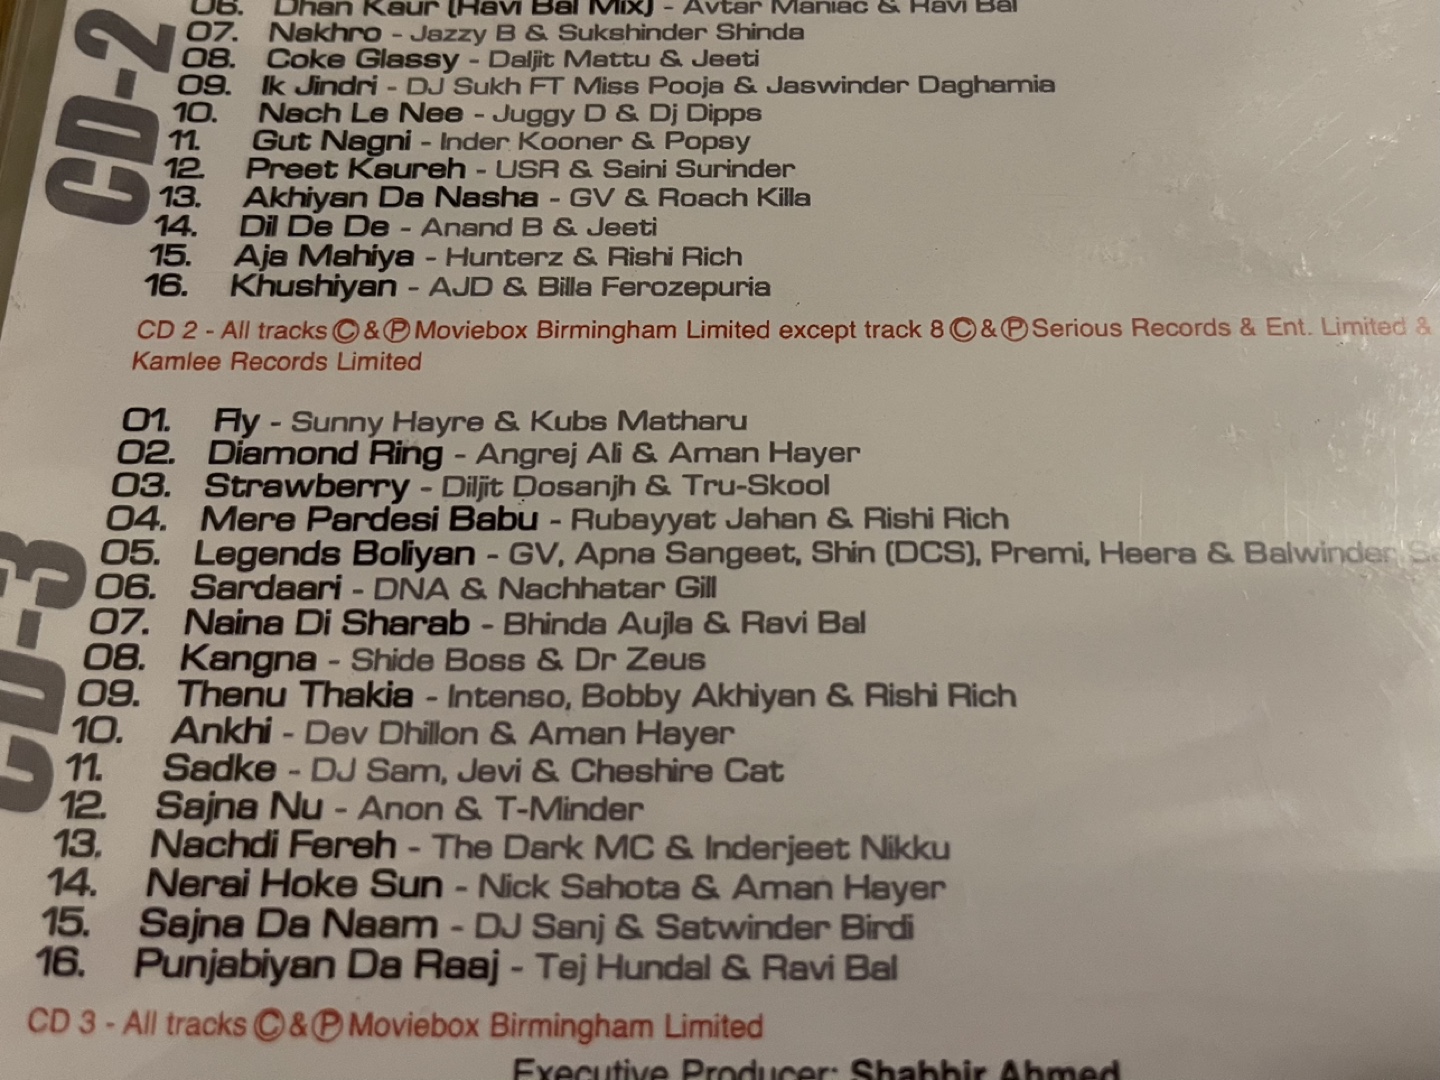 CD-2
06. Dhan Kaur (Ravi Bal Mix) - Avtar Maniac & Ravi Bal
07. Nakhro - Jazzy B & Sukshinder Shinda
08. Coke Glassy - Daljit Mattu & Jeeti
09. Ik Jindri - DJ Sukh FT Miss Pooja & Jaswinder Daghamia
10. Nach Le Nee - Juggy D & Dj Dipps
11. Gut Nagni - Inder Kooner & Popsy
12. Preet Kaureh - USR & Saini Surinder
13. Akhiyan Da Nasha - GV & Roach Killa
14. Dil De De - Anand B & Jeeti
15. Aja Mahiya - Hunterz & Rishi Rich
16. Khushiyan - AJD & Billa Ferozepuria
CD 2 - All tracks © & ℗ Moviebox Birmingham Limited except track 8 © & ℗ Serious Records & Ent. Limited &
Kamlee Records Limited
CD-3
01. Fly - Sunny Hayre & Kubs Matharu
02. Diamond Ring - Angrej Ali & Aman Hayer
03. Strawberry - Diljit Dosanjh & Tru-Skool
04. Mere Pardesi Babu - Rubayyat Jahan & Rishi Rich
05. Legends Boliyan - GV, Apna Sangeet, Shin (DCS), Premi, Heera & Balwinder
06. Sardaari - DNA & Nachhatar Gill
07. Naina Di Sharab - Bhinda Aujla & Ravi Bal
08. Kangna - Shide Boss & Dr Zeus
09. Thenu Thakia - Intenso, Bobby Akhiyan & Rishi Rich
10. Ankhi - Dev Dhillon & Aman Hayer
11. Sadke - DJ Sam, Jevi & Cheshire Cat
12. Sajna Nu - Anon & T-Minder
13. Nachdi Fereh - The Dark MC & Inderjeet Nikku
14. Nerai Hoke Sun - Nick Sahota & Aman Hayer
15. Sajna Da Naam - DJ Sanj & Satwinder Birdi
16. Punjabiyan Da Raaj - Tej Hundal & Ravi Bal
CD 3 - All tracks © & ℗ Moviebox Birmingham Limited
Executive Producer: Shabbir Ahmed